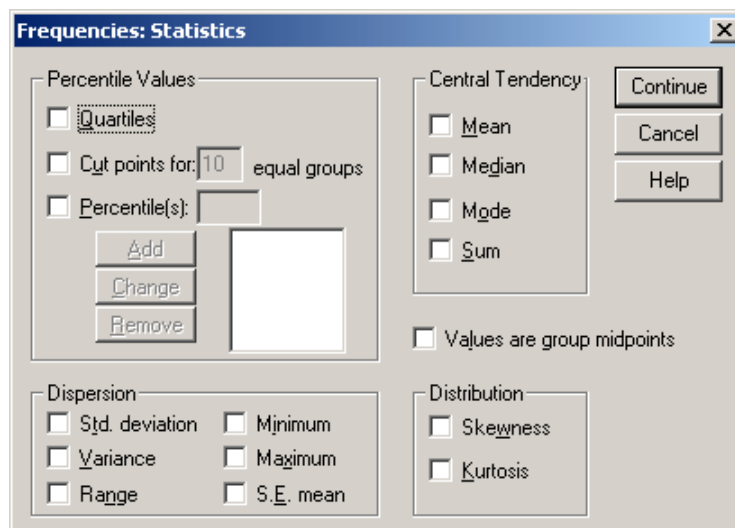 Frequencies: Statistics
Percentile Values
Quartiles
Cut points for: 10 equal groups
Percentile(s):
Add
Change
Remove
Central Tendency
Mean
Median
Mode
Sum
Continue
Cancel
Help
Values are group midpoints
Dispersion
Std. deviation
Minimum
Variance
Maximum
Range
S.E. mean
Distribution
Skewness
Kurtosis